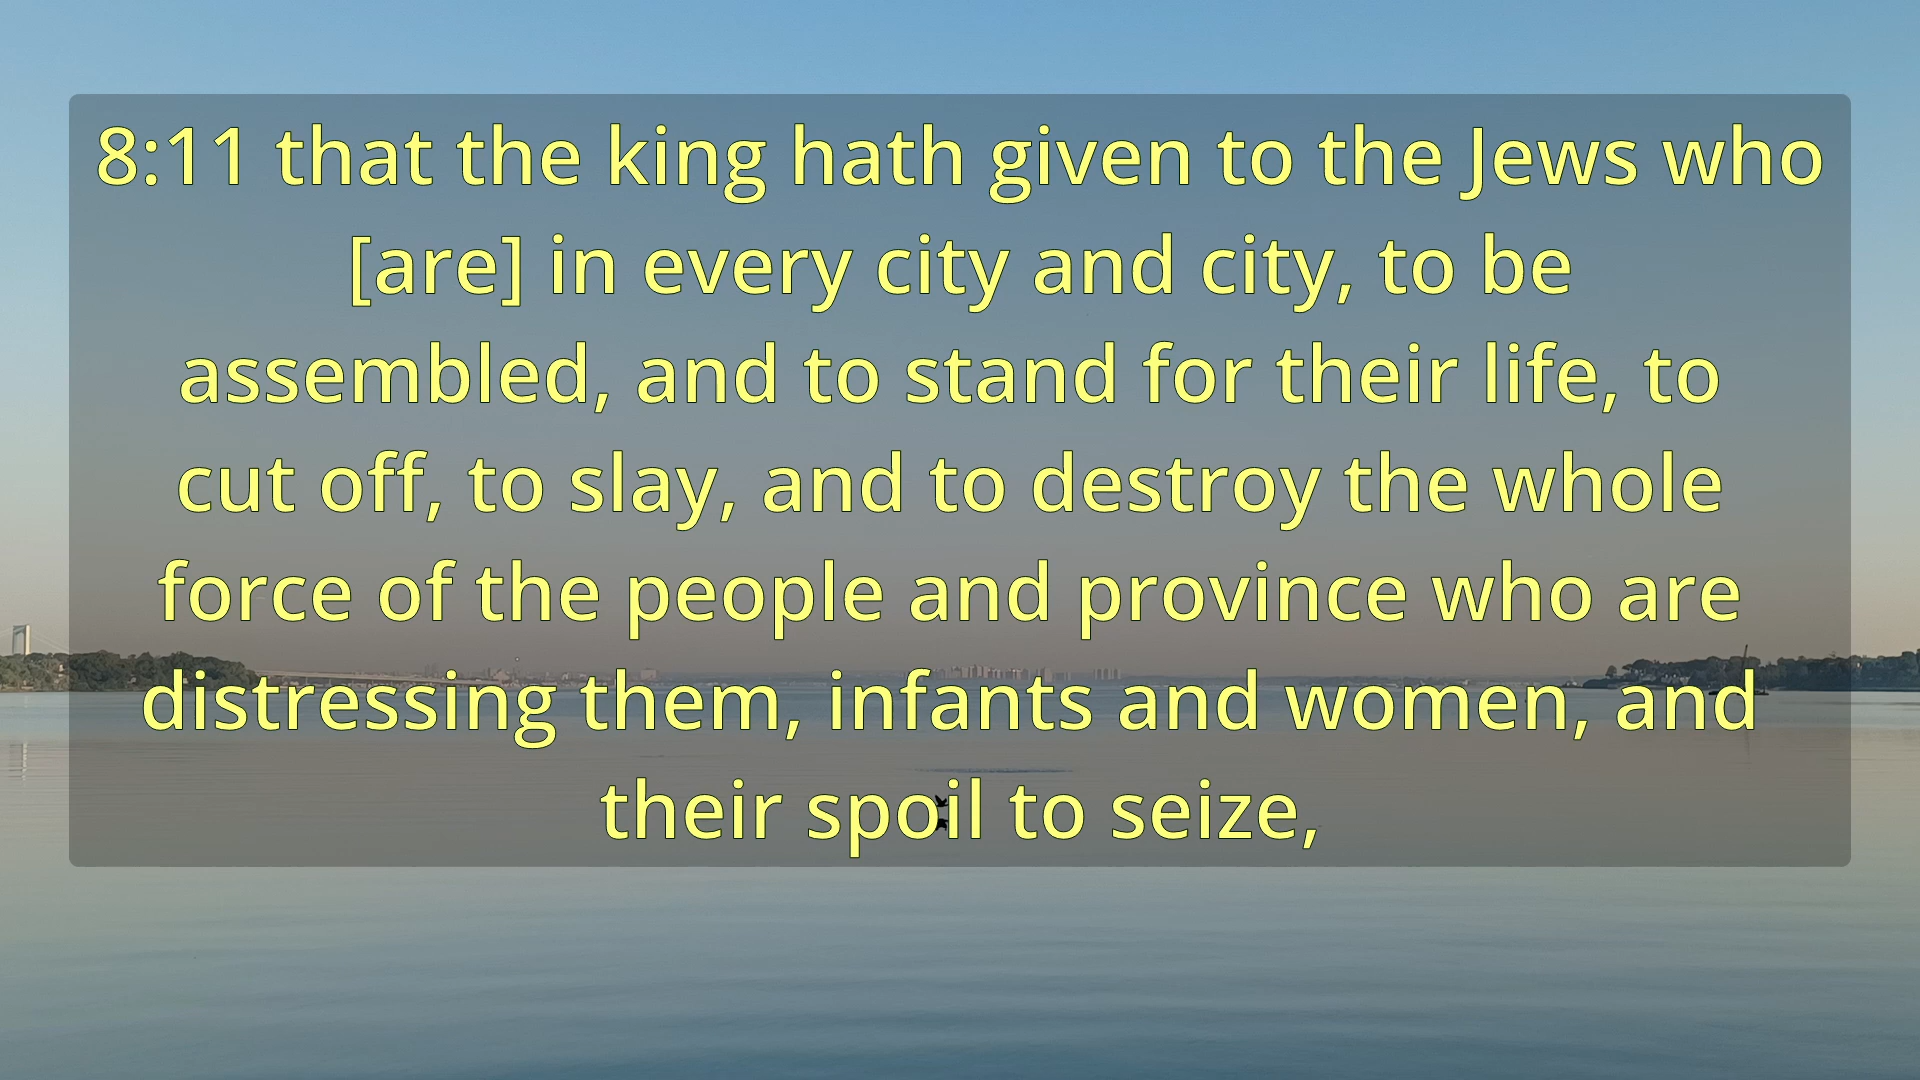 8:11 that the king hath given to the Jews who
[are] in every city and city, to be
assembled, and to stand for their life, to
cut off, to slay, and to destroy the whole
force of the people and province who are
distressing them, infants and women, and
their spoil to seize,